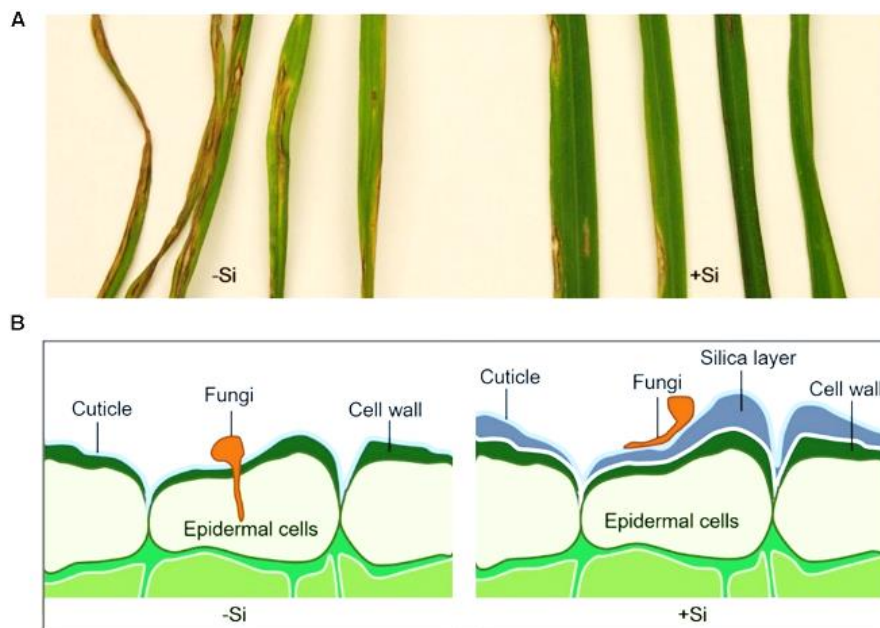 A
-Si
+Si
B
Cuticle
Fungi
Cell wall
Epidermal cells
-Si
Cuticle
Fungi
Silica layer
Cell wall
Epidermal cells
+Si